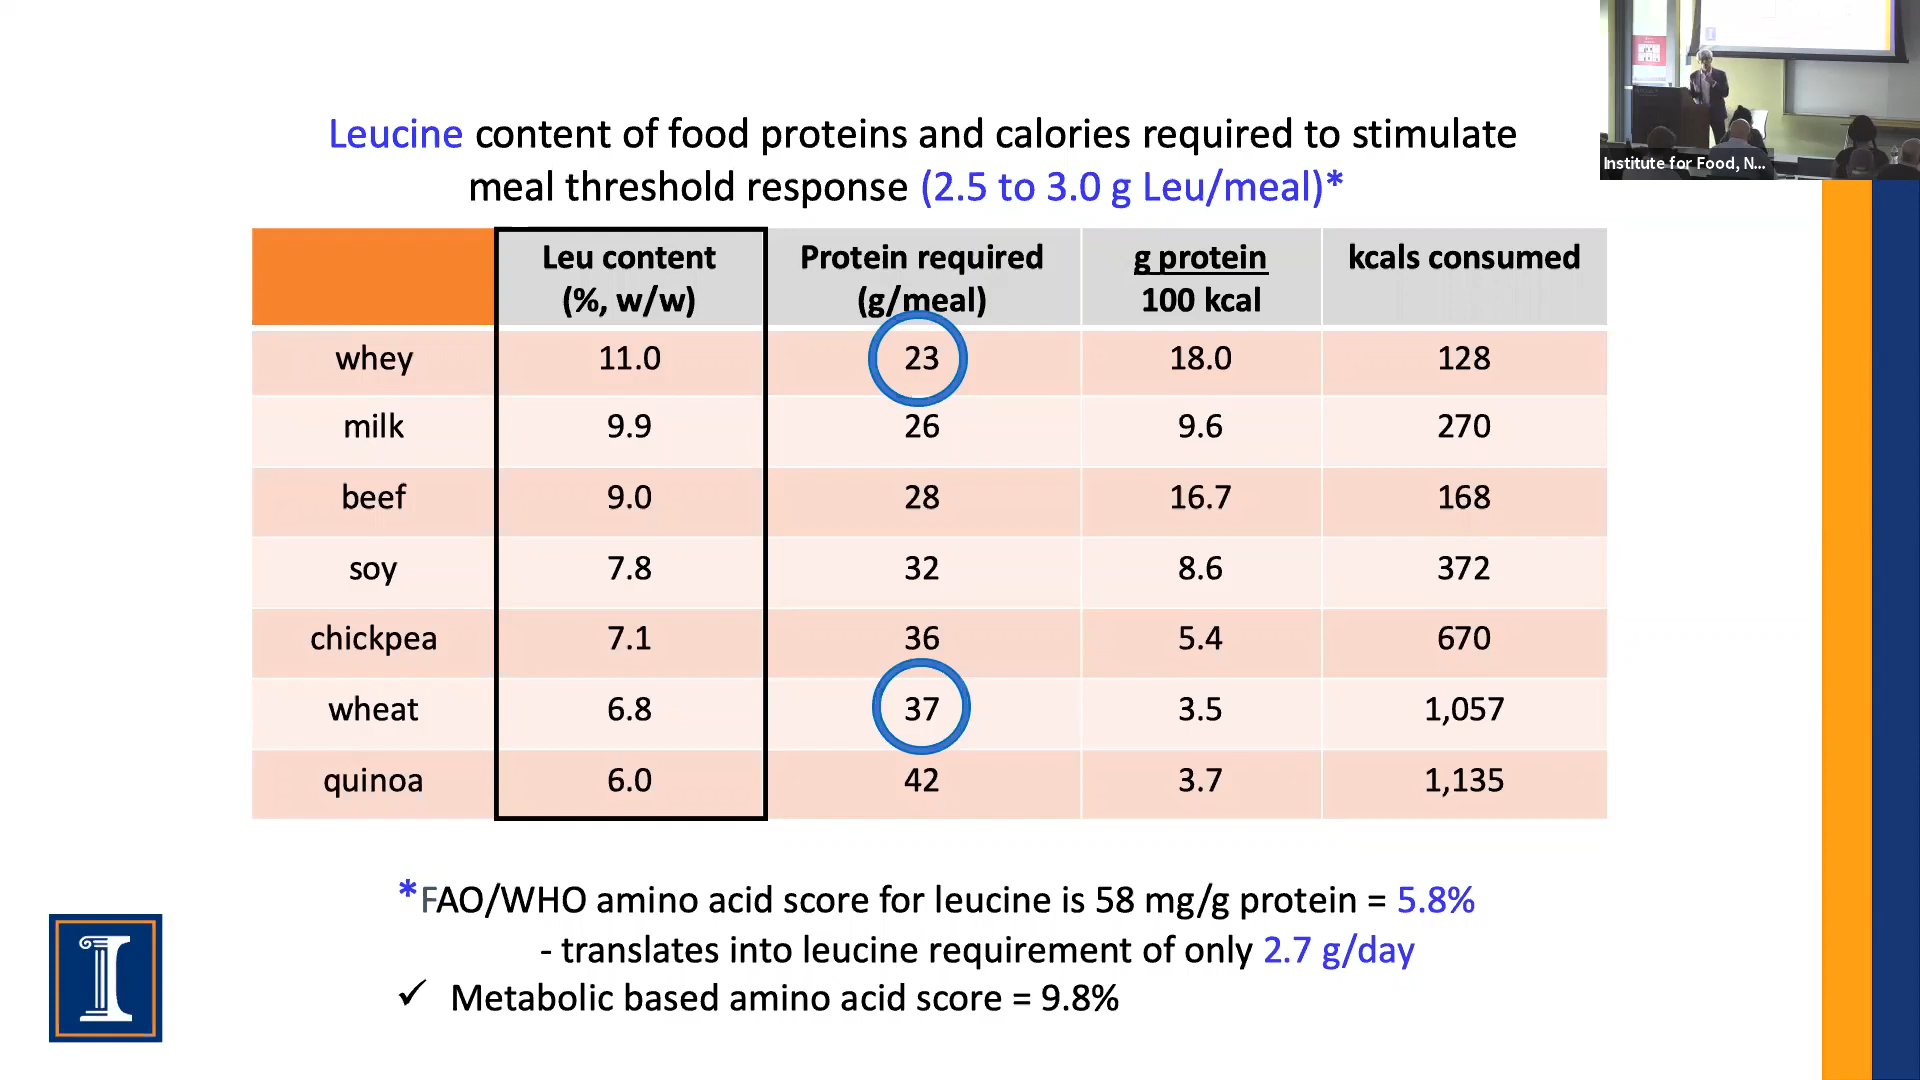 Leucine content of food proteins and calories required to stimulate
meal threshold response (2.5 to 3.0 g Leu/meal)*
Institute for Food, N...
Leu content Protein required g protein kcals consumed
(%, w/w) (g/meal) 100 kcal
whey 11.0 23 18.0 128
milk 9.9 26 9.6 270
beef 9.0 28 16.7 168
soy 7.8 32 8.6 372
chickpea 7.1 36 5.4 670
wheat 6.8 37 3.5 1,057
quinoa 6.0 42 3.7 1,135
*FAO/WHO amino acid score for leucine is 58 mg/g protein = 5.8%
- translates into leucine requirement of only 2.7 g/day
✓ Metabolic based amino acid score = 9.8%
I